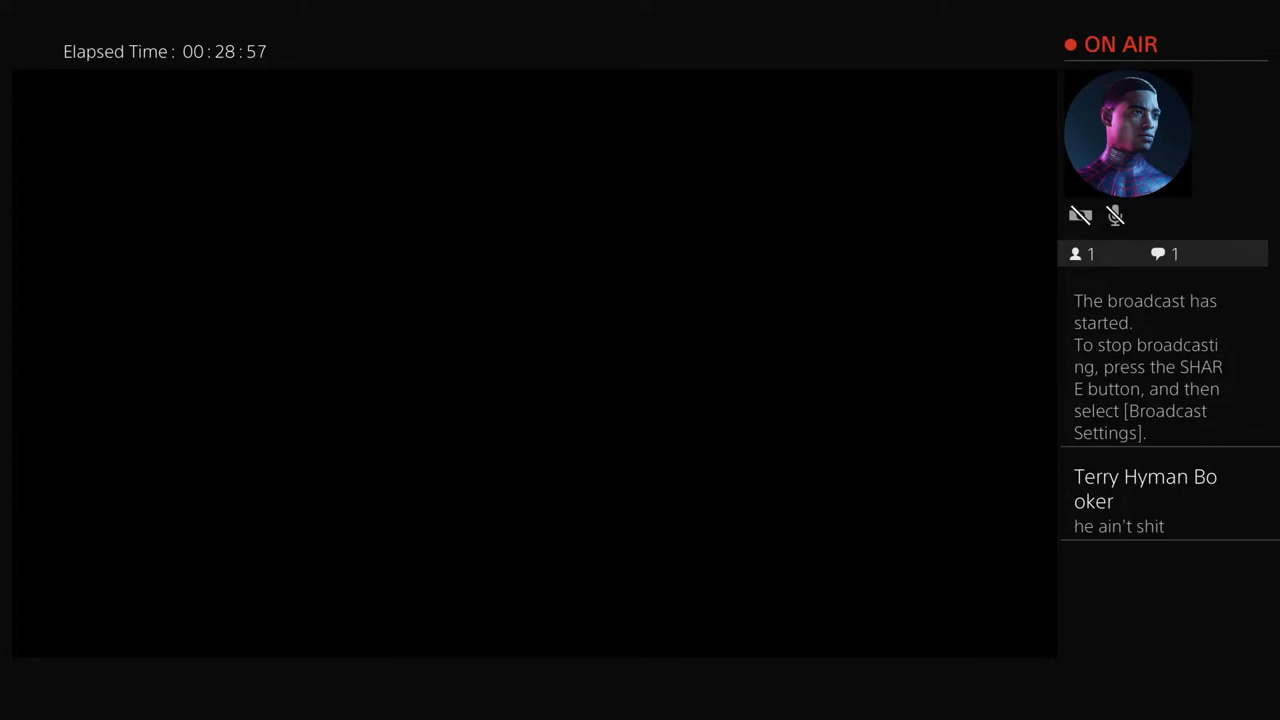 Elapsed Time: 00:28:57
ON AIR
1 1
The broadcast has
started.
To stop broadcasti
ng, press the SHAR
E button, and then
select [Broadcast
Settings].
Terry Hyman Bo
oker
he ain't shit